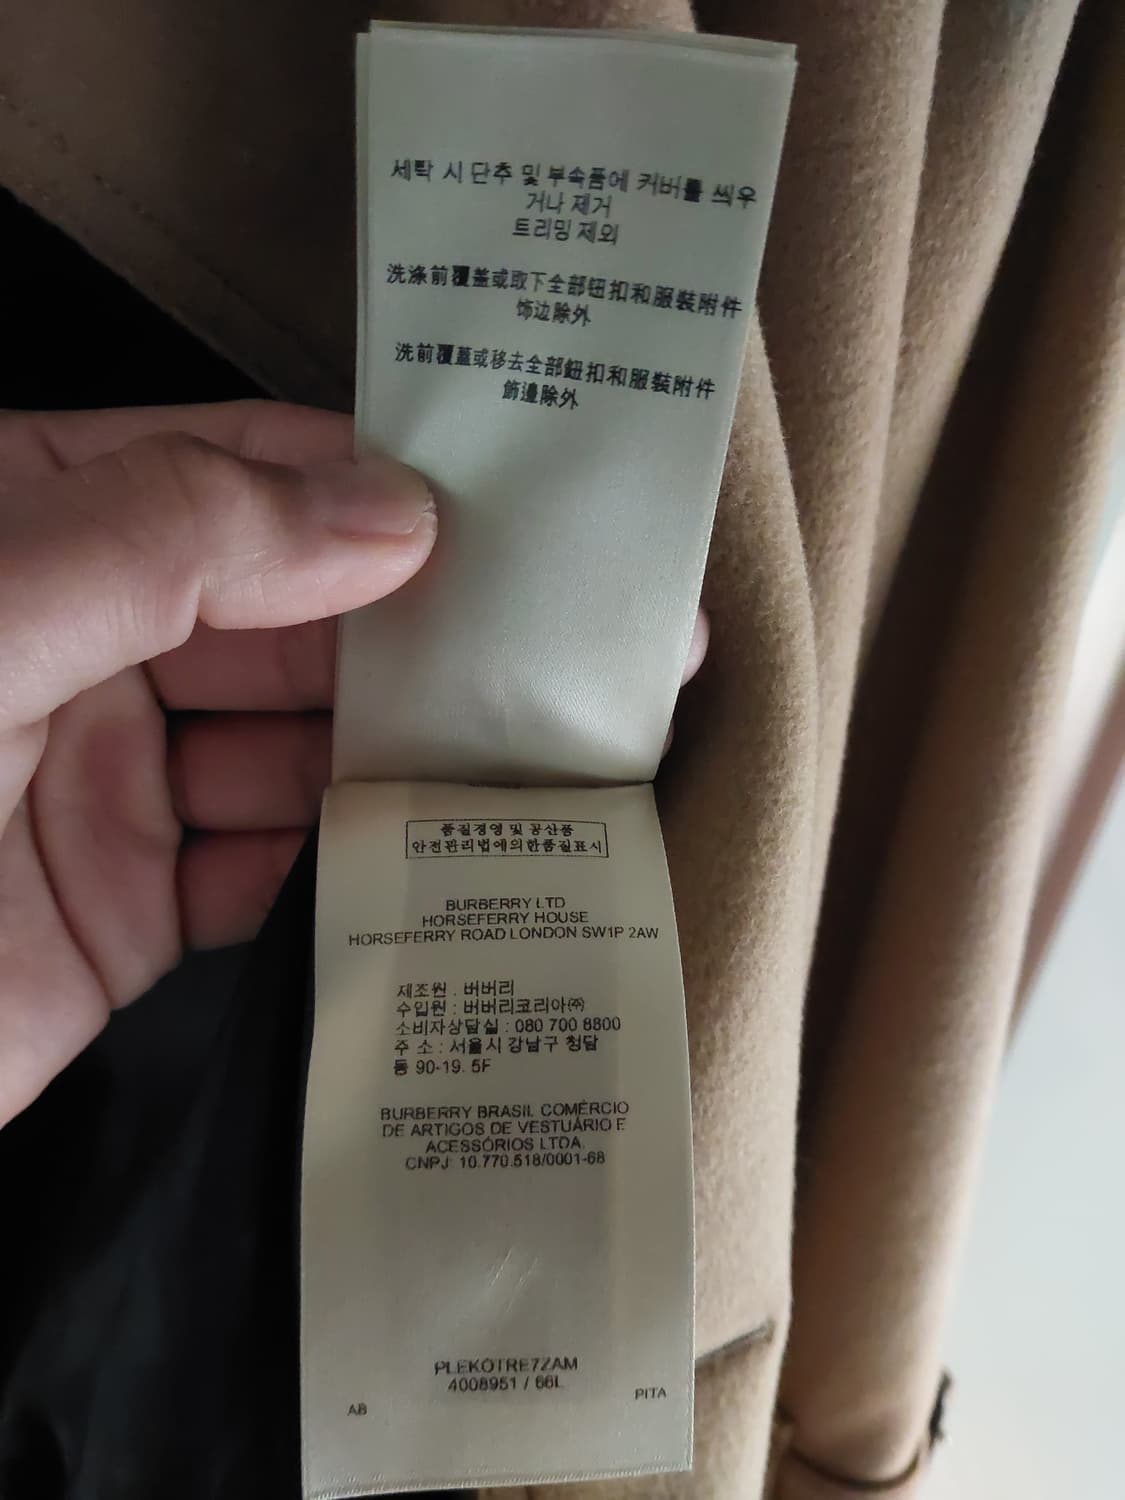 세탁 시 단추 및 부속품에 커버를 씌우
거나 제거
트리밍 제외
洗涤前覆盖或取下全部钮扣和服装附件
饰边除外
洗前覆蓋或移去全部鈕扣和服裝附件
飾邊除外
품질경영 및 공산품
안전관리법에의한품질표시
BURBERRY LTD
HORSEFERRY HOUSE
HORSEFERRY ROAD LONDON SW1P 2AW
제조원 : 버버리
수입원 : 버버리코리아㈜
소비자상담실 : 080 700 8800
주 소 : 서울시 강남구 청담
동 90-19. 5F
BURBERRY BRASIL COMÉRCIO
DE ARTIGOS DE VESTUÁRIO E
ACESSÓRIOS LTDA.
CNPJ: 10.770.518/0001-68
PLEKOTRE7ZAM
4008951 / 66L
AB
PITA